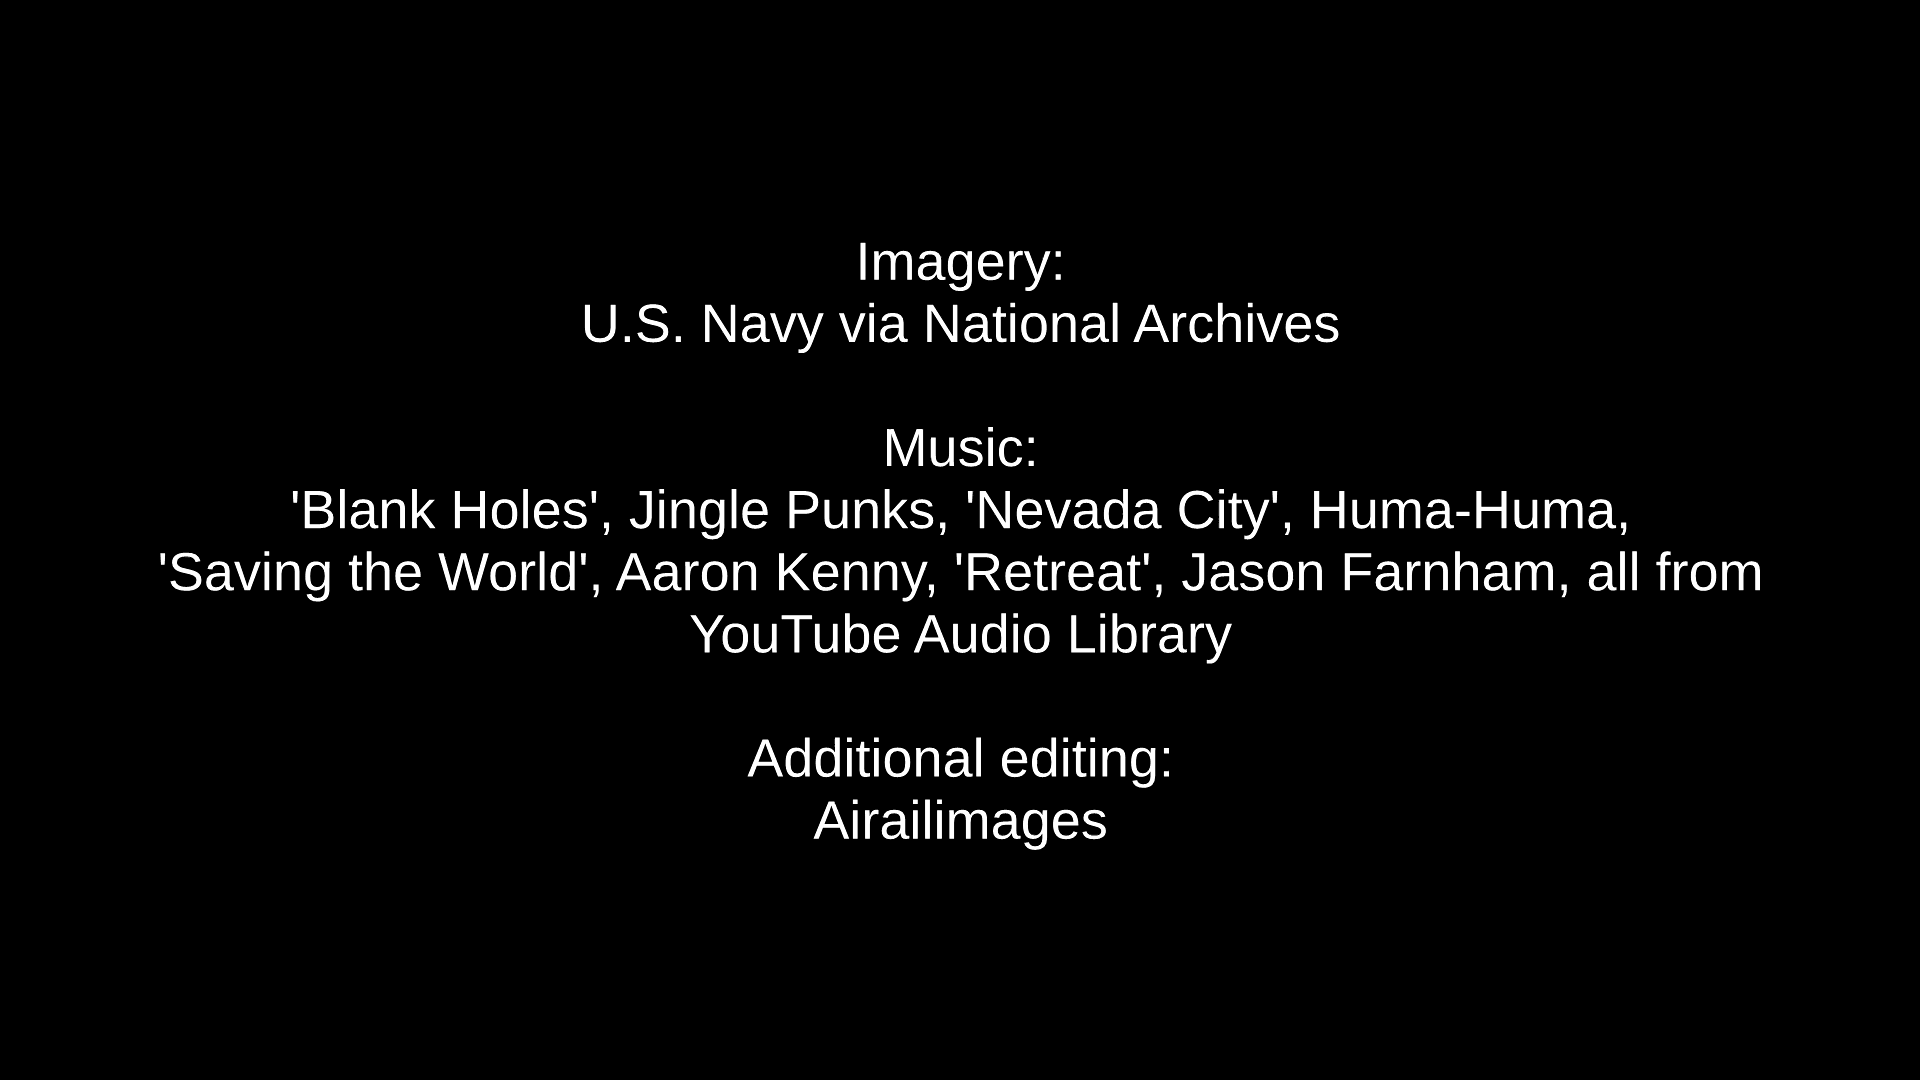 Imagery:
U.S. Navy via National Archives
Music:
'Blank Holes', Jingle Punks, 'Nevada City', Huma-Huma,
'Saving the World', Aaron Kenny, 'Retreat', Jason Farnham, all from
YouTube Audio Library
Additional editing:
Airailimages